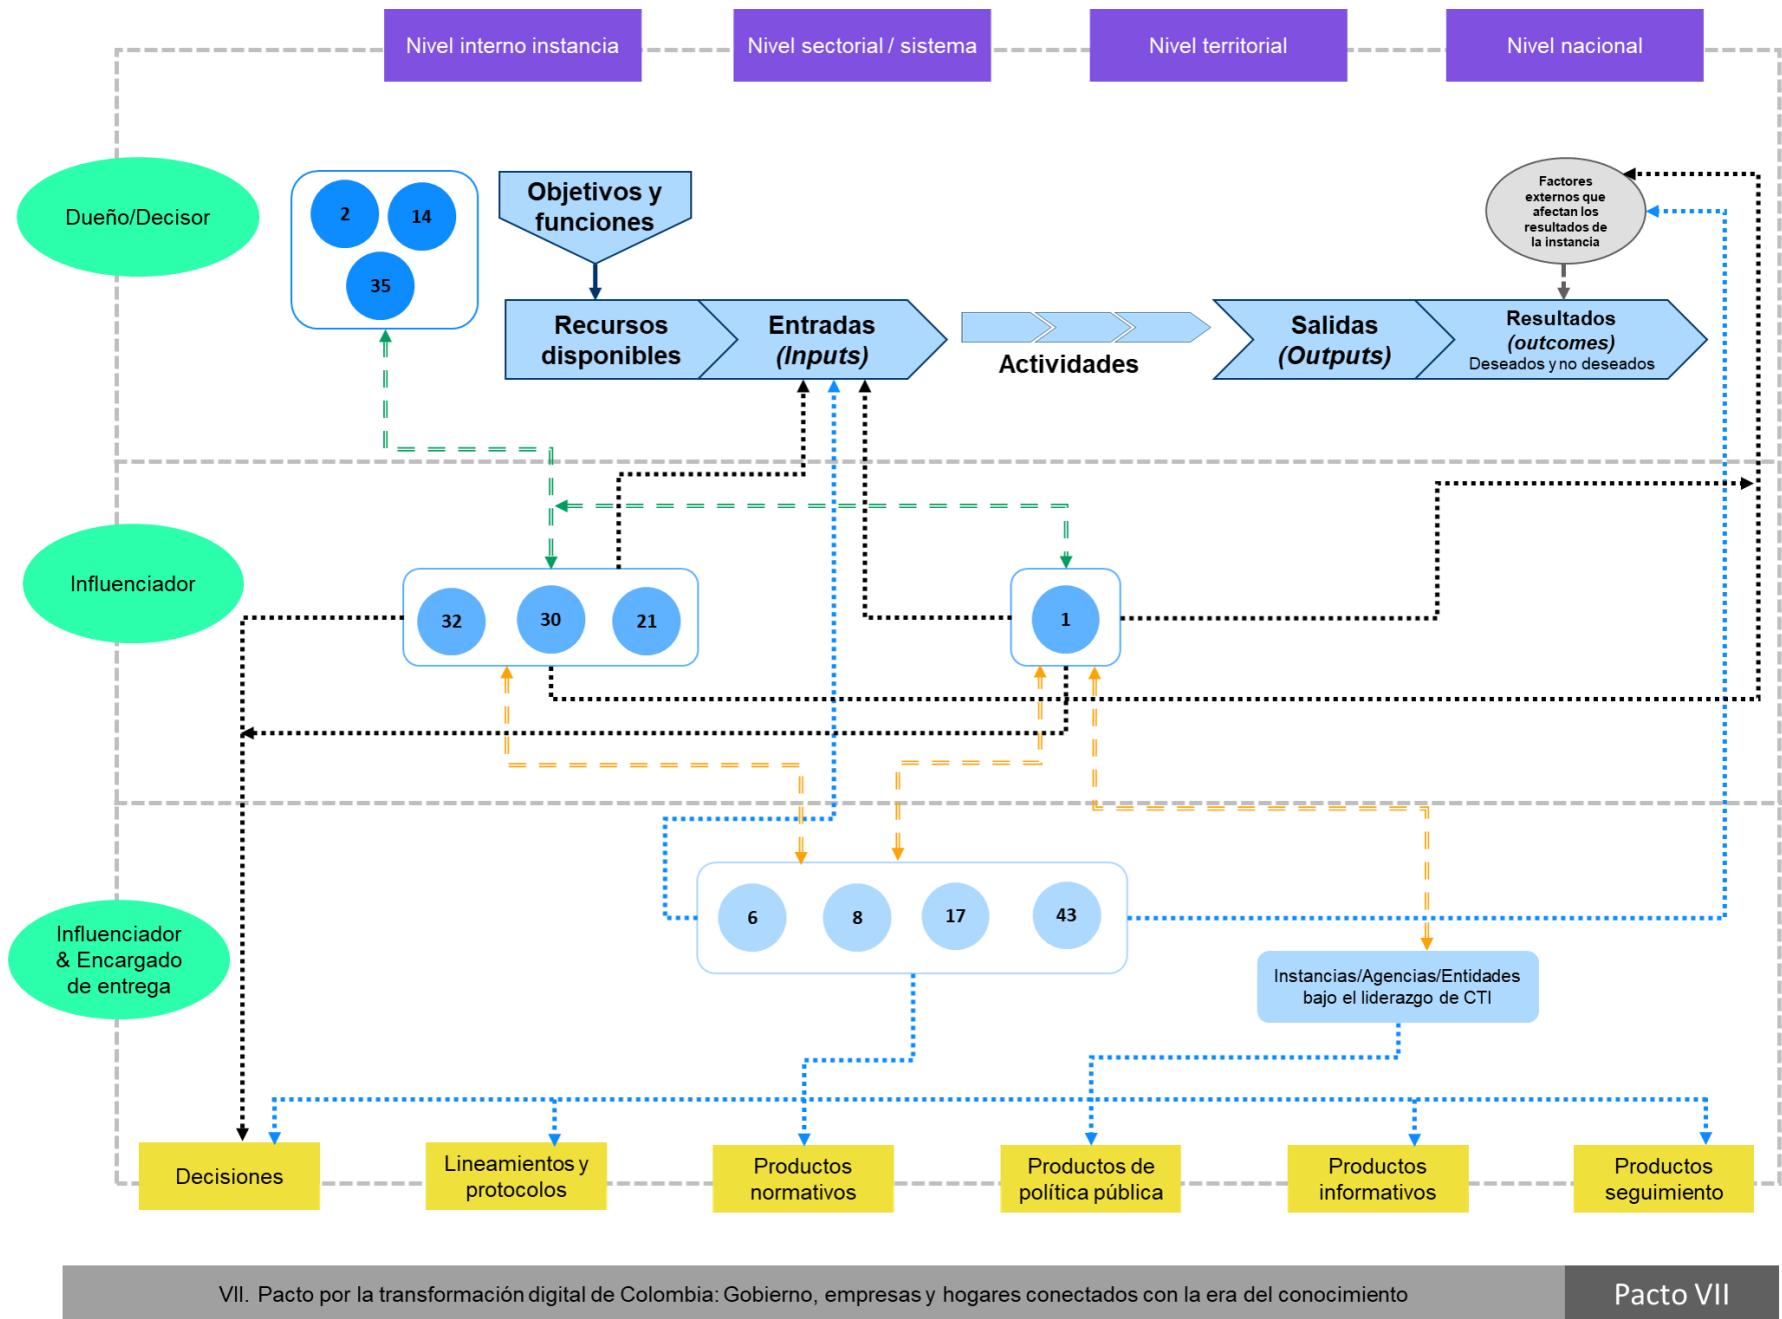 Nivel interno instancia
Nivel sectorial / sistema
Nivel territorial
Nivel nacional
Dueño/Decisor
2
14
35
Objetivos y
funciones
Factores
externos que
afectan los
resultados de
la instancia
Recursos
disponibles
Entradas
(Inputs)
Actividades
Salidas
(Outputs)
Resultados
(outcomes)
Deseados y no deseados
Influenciador
32
30
21
1
Influenciador
& Encargado
de entrega
6
8
17
43
Instancias/Agencias/Entidades
bajo el liderazgo de CTI
Decisiones
Lineamientos y
protocolos
Productos
normativos
Productos de
política pública
Productos
informativos
Productos
seguimiento
VII. Pacto por la transformación digital de Colombia: Gobierno, empresas y hogares conectados con la era del conocimiento
Pacto VII